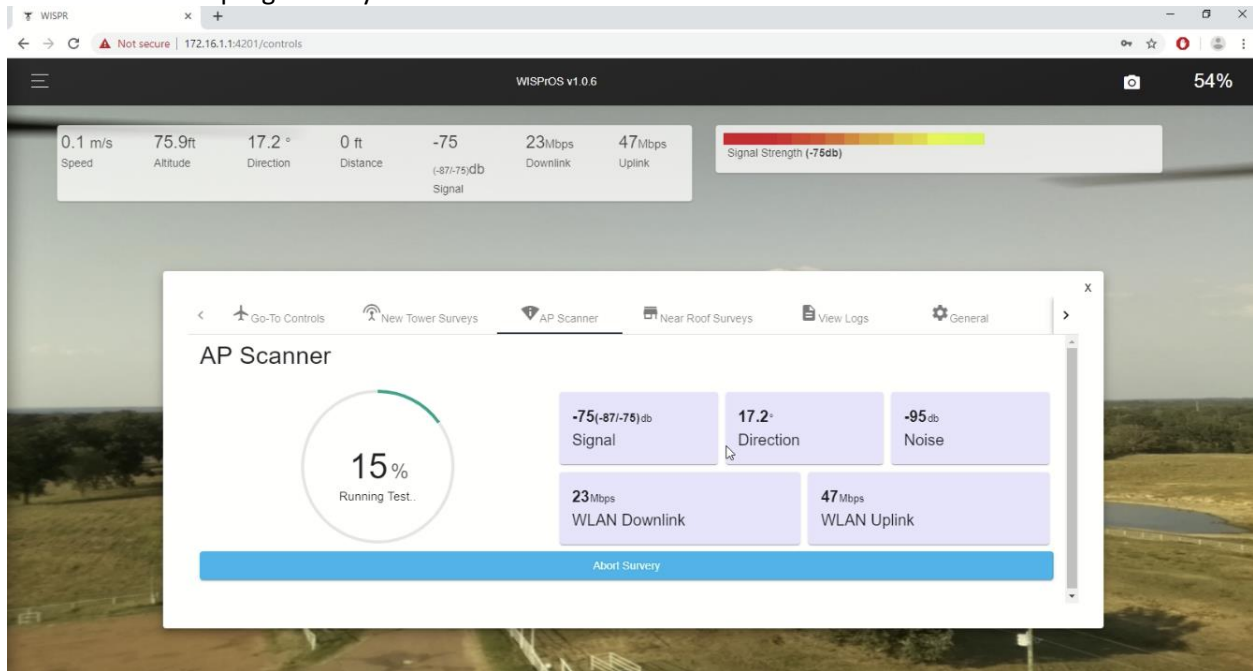 WISPR
Not secure | 172.16.1.1:4201/controls
WISPrOS v1.0.6
54%
0.1 m/s
Speed
75.9ft
Altitude
17.2 °
Direction
0 ft
Distance
-75
(-87/-75)db
Signal
23Mbps
Downlink
47Mbps
Uplink
Signal Strength (-75db)
X
Go-To Controls
New Tower Surveys
AP Scanner
Near Roof Surveys
View Logs
General
AP Scanner
15 %
Running Test..
-75(-87/-75)db
Signal
17.2°
Direction
-95db
Noise
23Mbps
WLAN Downlink
47Mbps
WLAN Uplink
Abort Survery